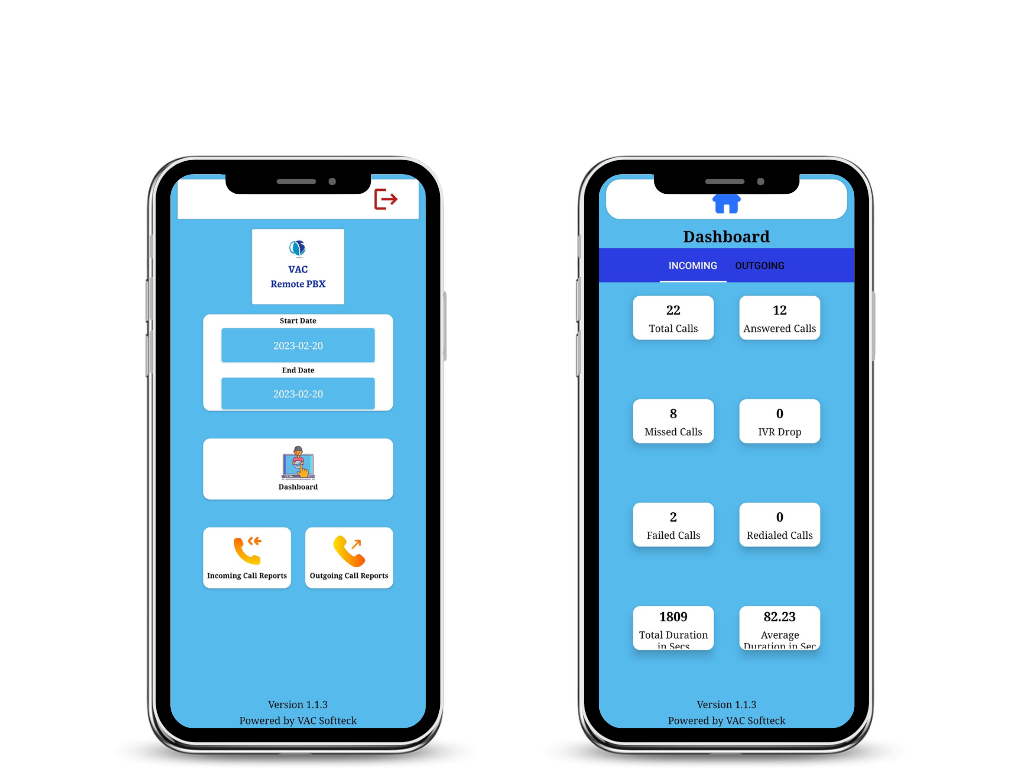 VAC
Remote PBX
Start Date
2023-02-20
End Date
2023-02-20
Dashboard
Incoming Call Reports
Outgoing Call Reports
Version 1.1.3
Powered by VAC Softteck
Dashboard
INCOMING
OUTGOING
22
Total Calls
12
Answered Calls
8
Missed Calls
0
IVR Drop
2
Failed Calls
0
Redialed Calls
1809
Total Duration
in Secs
82.23
Average
Duration in Sec
Version 1.1.3
Powered by VAC Softteck